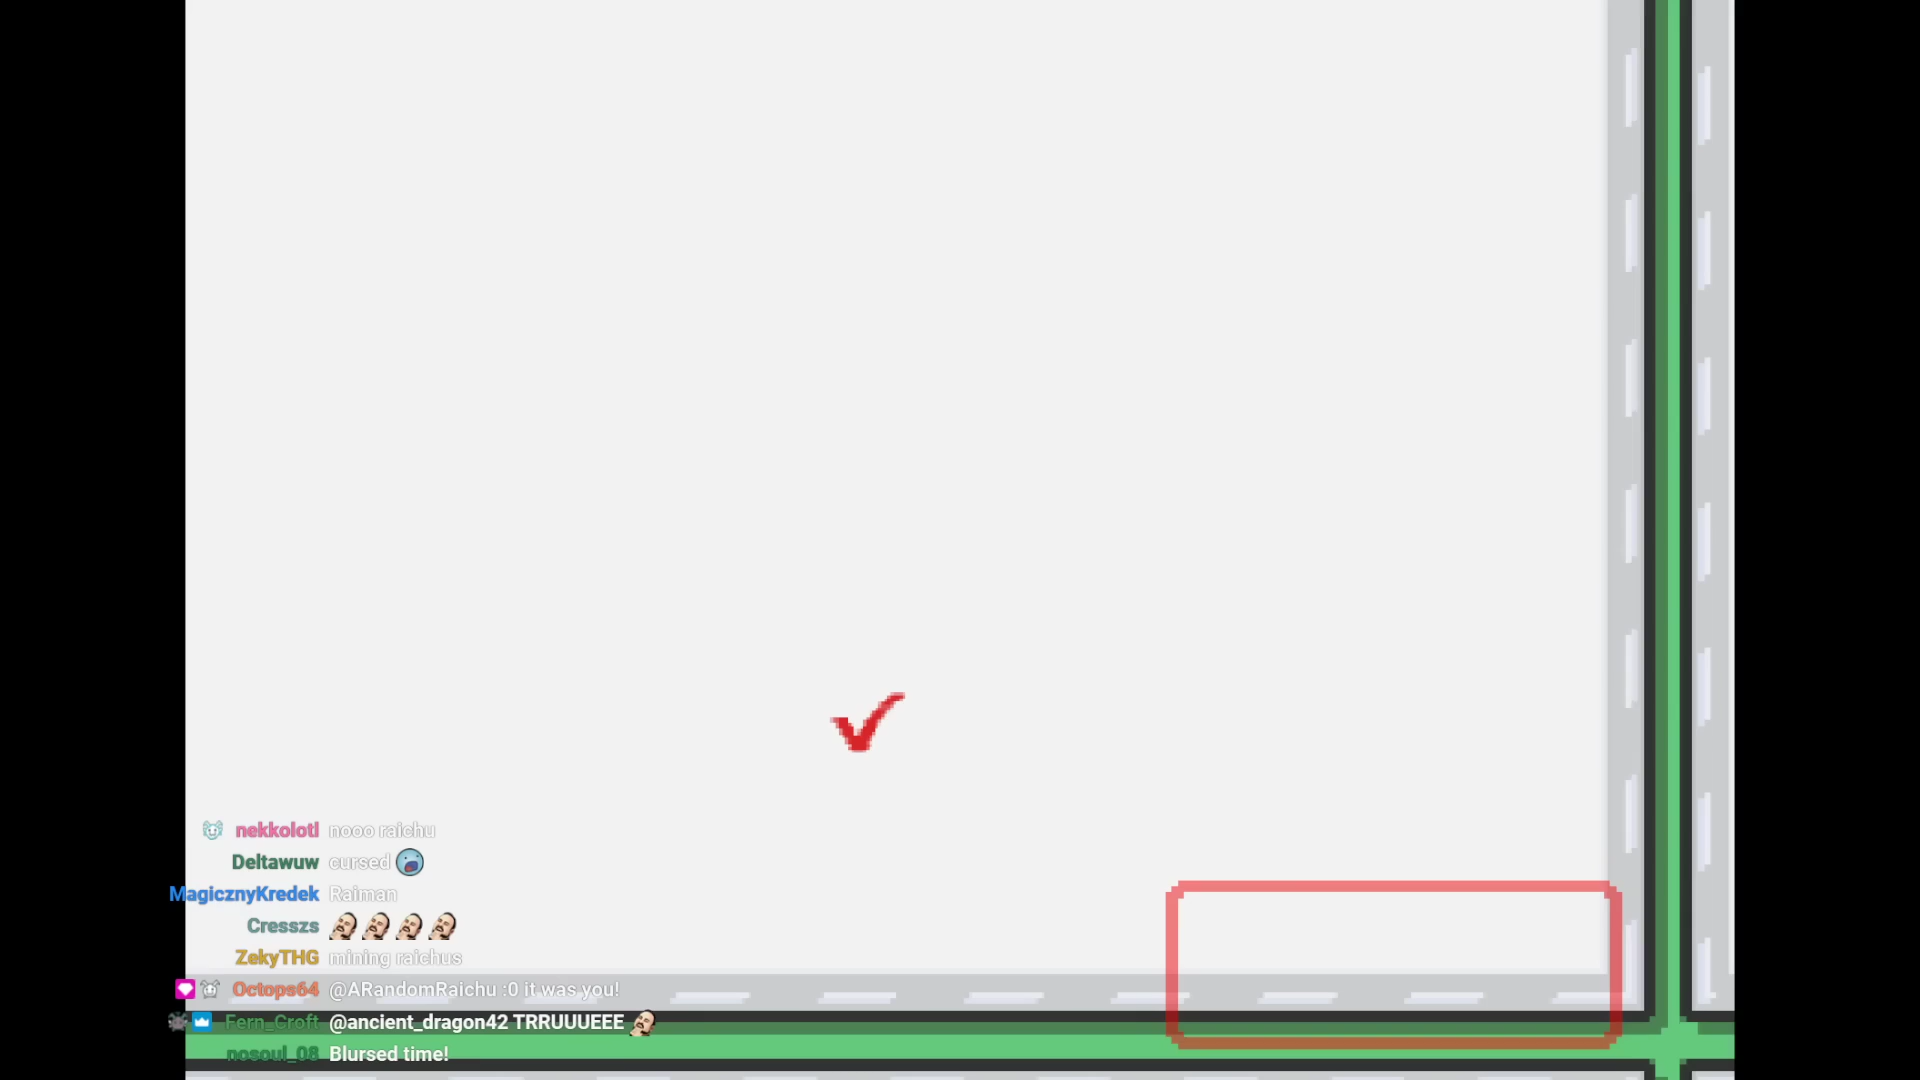 nekkolotl nooo raichu
Deltawuw cursed
MagicznyKredek Raiman
Cresszs
ZekyTHG mining raichus
Octops64 @ARandomRaichu :0 it was you!
Fern_Croft @ancient_dragon42 TRRUUUEEE
nosoul_08 Blursed time!